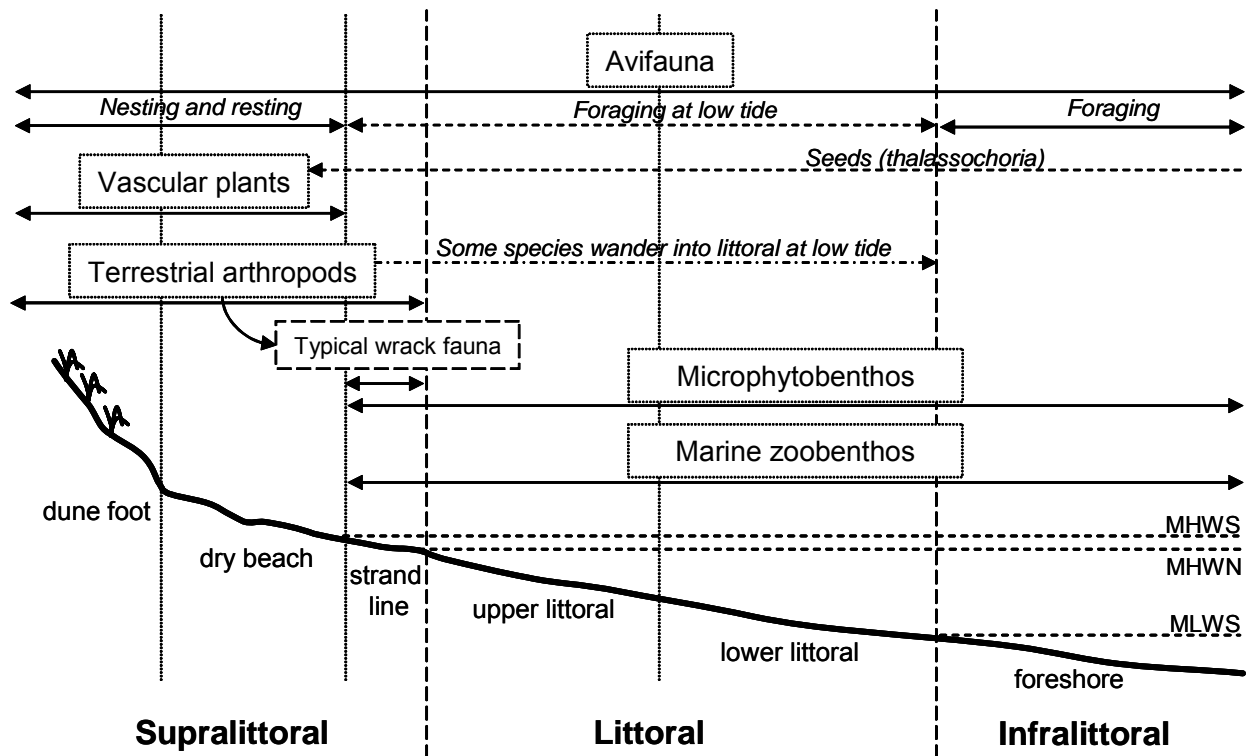 Avifauna
Nesting and resting
Foraging at low tide
Foraging
Seeds (thalassochoria)
Vascular plants
Some species wander into littoral at low tide
Terrestrial arthropods
Typical wrack fauna
Microphytobenthos
Marine zoobenthos
dune foot
dry beach
strand
line
upper littoral
lower littoral
foreshore
MHWS
MHWN
MLWS
Supralittoral
Littoral
Infralittoral